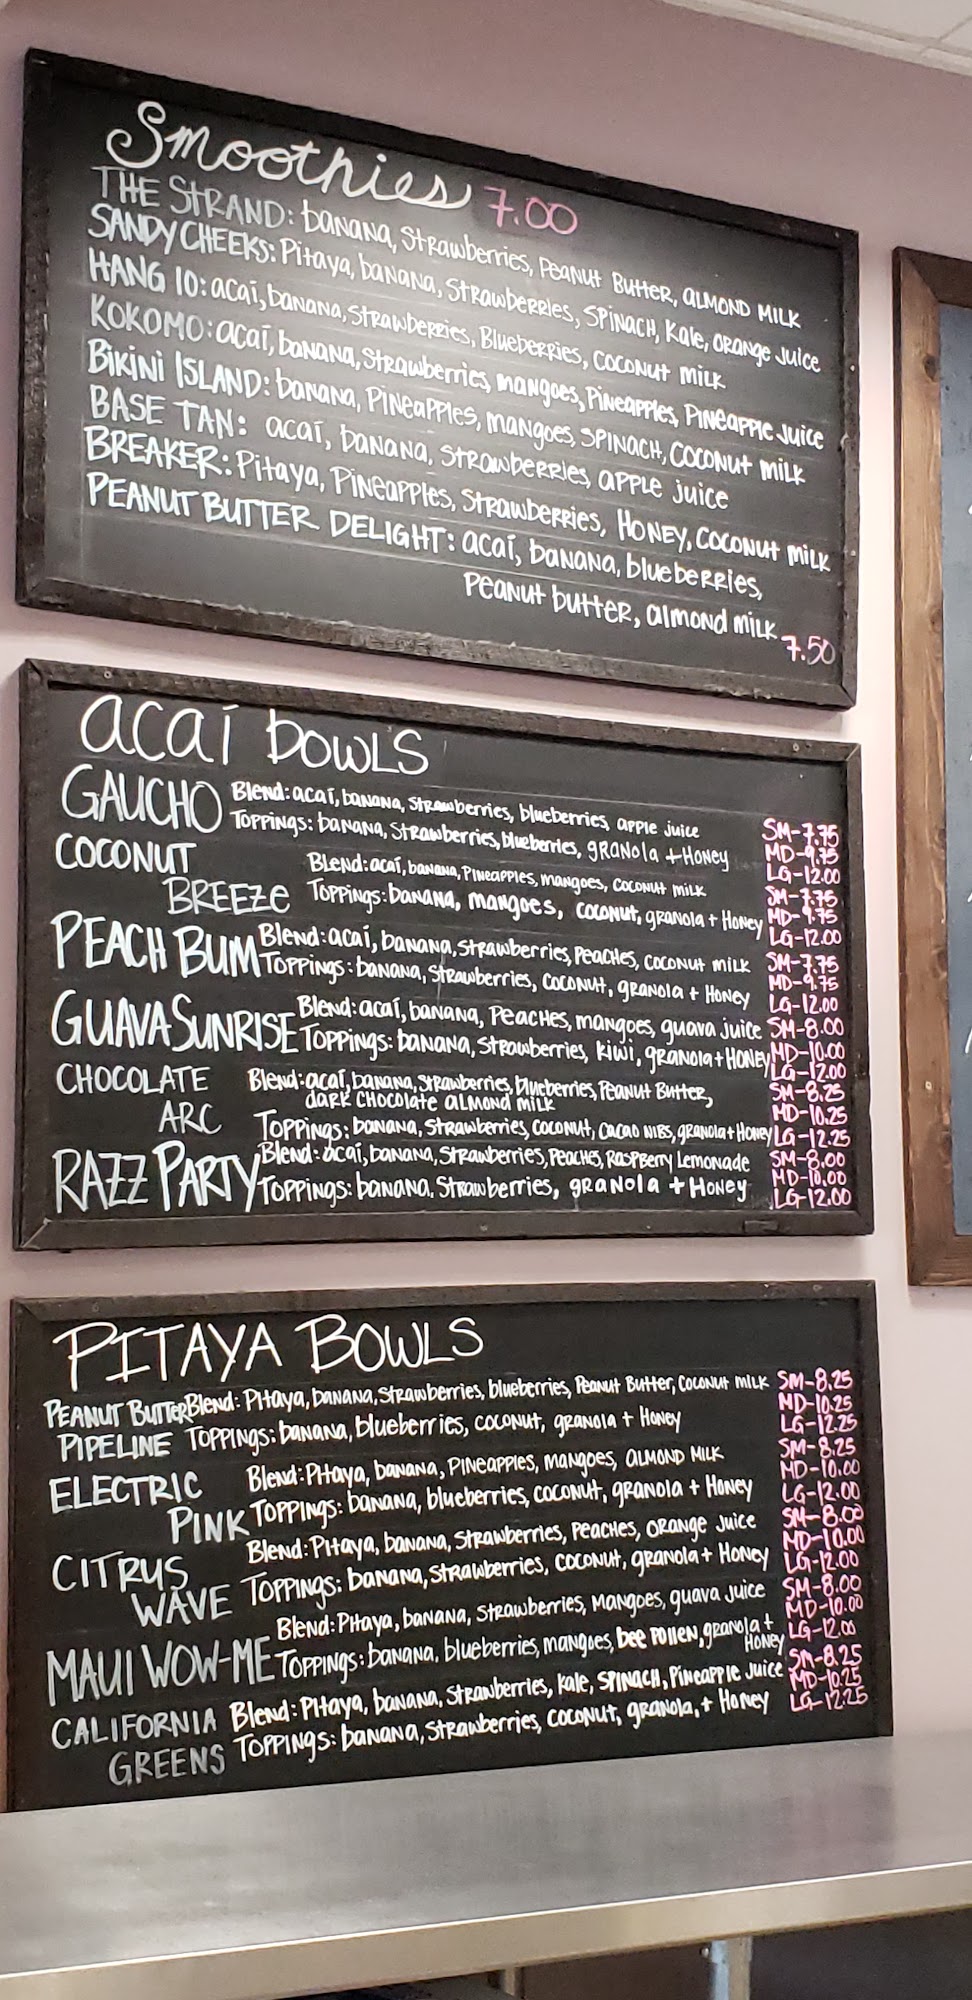 Smoothies 7.00
THE STRAND: banana, strawberries, Peanut Butter, almond milk
SANDY CHEEKS: Pitaya, banana, strawberries, spinach, kale, orange juice
HANG 10: acaí, banana, strawberries, Blueberries, coconut milk
KOKOMO: acaí, banana, strawberries, mangoes, Pineapples, Pineapple juice
BIKINI ISLAND: banana, Pineapples, mangoes, spinach, coconut milk
BASE TAN: acaí, banana, strawberries, apple juice
BREAKER: Pitaya, Pineapples, strawberries, Honey, coconut milk
PEANUT BUTTER DELIGHT: acaí, banana, blueberries,
Peanut butter, almond milk 7.50
acaí bowls
GAUCHO Blend: acaí, banana, strawberries, blueberries, apple juice SM-7.75
Toppings: banana, strawberries, blueberries, granola + Honey MD-9.75
LG-12.00
COCONUT Blend: acaí, banana, Pineapples, mangoes, coconut milk SM-7.75
BREEZE Toppings: banana, mangoes, coconut, granola + Honey MD-9.75
LG-12.00
PEACH BUM Blend: acaí, banana, strawberries, Peaches, coconut milk SM-7.75
Toppings: banana, strawberries, coconut, granola + Honey MD-9.75
LG-12.00
GUAVA SUNRISE Blend: acaí, banana, Peaches, mangoes, guava juice SM-8.00
Toppings: banana, strawberries, kiwi, granola + Honey MD-10.00
LG-12.00
CHOCOLATE Blend: acaí, banana, strawberries, blueberries, Peanut Butter, SM-8.25
dark chocolate almond milk
ARC Toppings: banana, strawberries, coconut, cacao nibs, granola + Honey MD-10.25
LG-12.25
RAZZ PARTY Blend: acaí, banana, strawberries, Peaches, Raspberry Lemonade SM-8.00
Toppings: banana, strawberries, granola + Honey MD-10.00
LG-12.00
PITAYA BOWLS
PEANUT BUTTER Blend: Pitaya, banana, strawberries, blueberries, Peanut Butter, coconut milk SM-8.25
PIPELINE Toppings: banana, blueberries, coconut, granola + Honey MD-10.25
LG-12.25
ELECTRIC Blend: Pitaya, banana, Pineapples, mangoes, almond milk SM-8.25
PINK Toppings: banana, blueberries, coconut, granola + Honey MD-10.00
LG-12.00
CITRUS Blend: Pitaya, banana, strawberries, peaches, orange juice SM-8.00
WAVE Toppings: banana, strawberries, coconut, granola + Honey MD-10.00
LG-12.00
MAUI WOW-ME Blend: Pitaya, banana, strawberries, mangoes, guava juice SM-8.00
Toppings: banana, blueberries, mangoes, bee pollen, granola + MD-10.00
Honey LG-12.00
CALIFORNIA Blend: Pitaya, banana, strawberries, kale, spinach, Pineapple juice SM-8.25
GREENS Toppings: banana, strawberries, coconut, granola, + Honey MD-10.25
LG-12.25